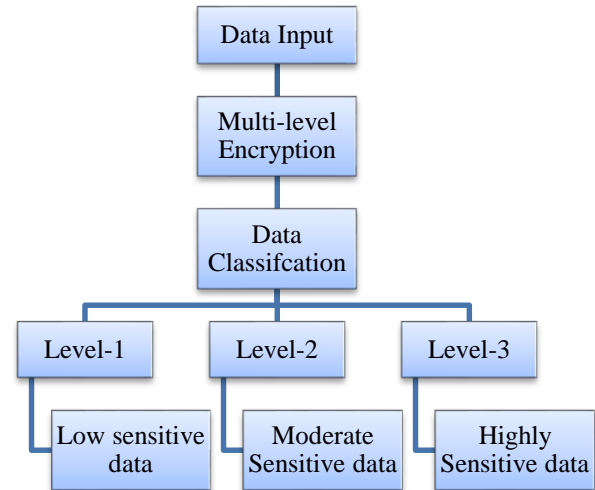 Data Input
Multi-level
Encryption
Data
Classifcation
Level-1
Level-2
Level-3
Low sensitive
data
Moderate
Sensitive data
Highly
Sensitive data